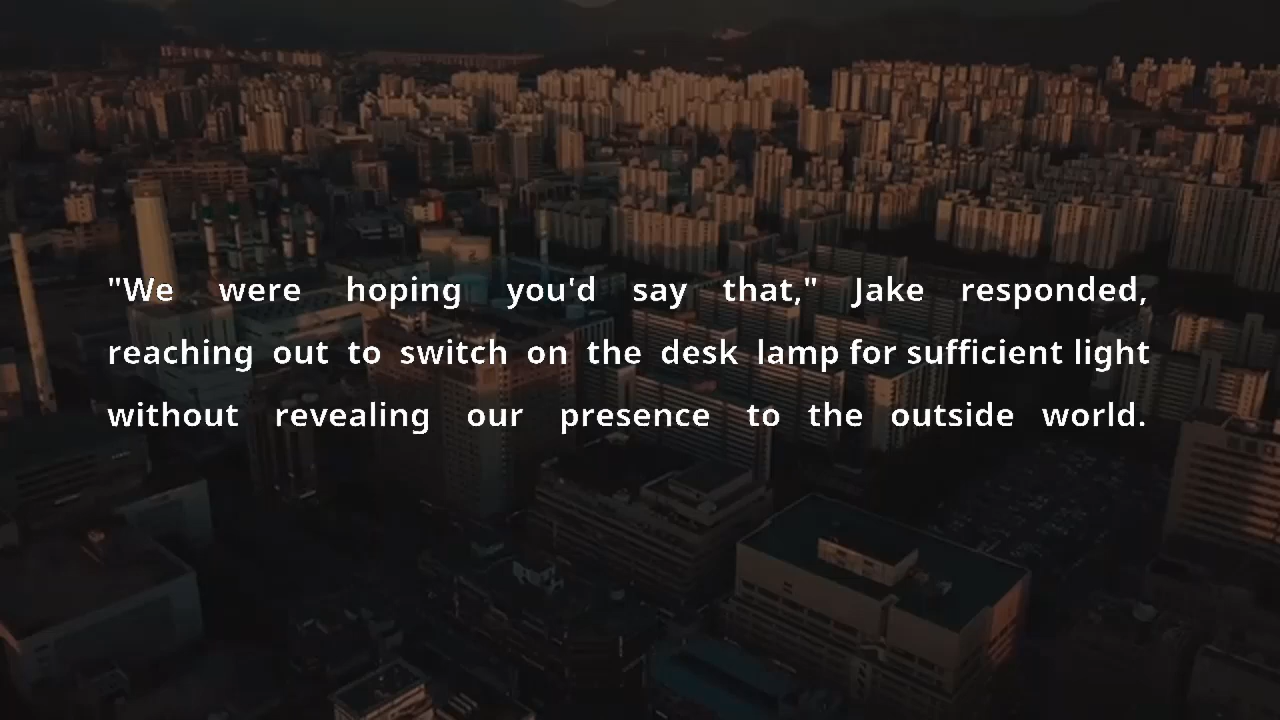 "We were hoping you'd say that," Jake responded,
reaching out to switch on the desk lamp for sufficient light
without revealing our presence to the outside world.